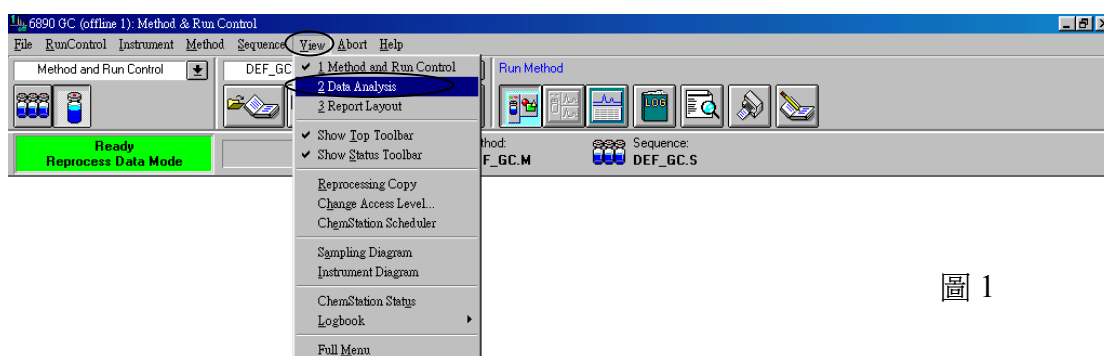 6890 GC (offline 1): Method & Run Control
File RunControl Instrument Method Sequence View Abort Help
Method and Run Control DEF_GC Run Method
✔ 1 Method and Run Control
2 Data Analysis
3 Report Layout
LOG
✔ Show Top Toolbar
✔ Show Status Toolbar
Ready
Reprocess Data Mode
thod:
F_GC.M
Sequence:
DEF_GC.S
Reprocessing Copy
Change Access Level...
ChemStation Scheduler
Sampling Diagram
Instrument Diagram
ChemStation Status
Logbook
Full Menu
圖 1